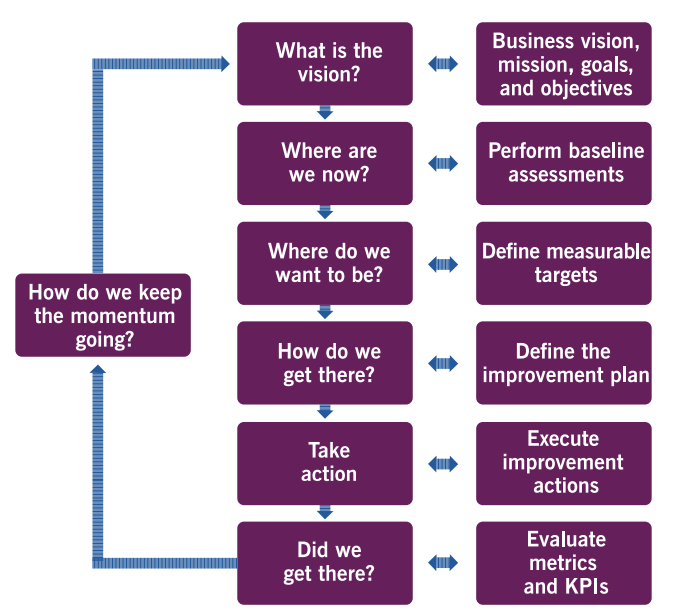 What is the
vision?
Business vision,
mission, goals,
and objectives
Where are
we now?
Perform baseline
assessments
Where do we
want to be?
Define measurable
targets
How do we keep
the momentum
going?
How do we
get there?
Define the
improvement plan
Take
action
Execute
improvement
actions
Did we
get there?
Evaluate
metrics
and KPIs